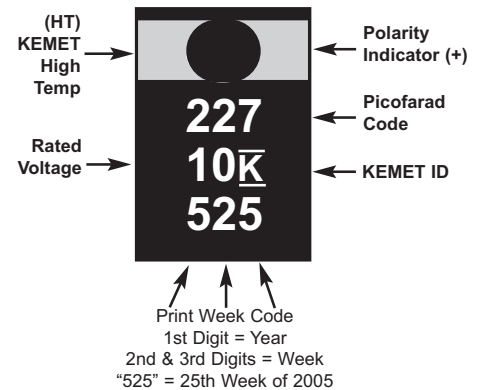 (HT)
KEMET
High
Temp
Polarity
Indicator (+)
227
Picofarad
Code
Rated
Voltage
10K
KEMET ID
525
Print Week Code
1st Digit = Year
2nd & 3rd Digits = Week
“525” = 25th Week of 2005